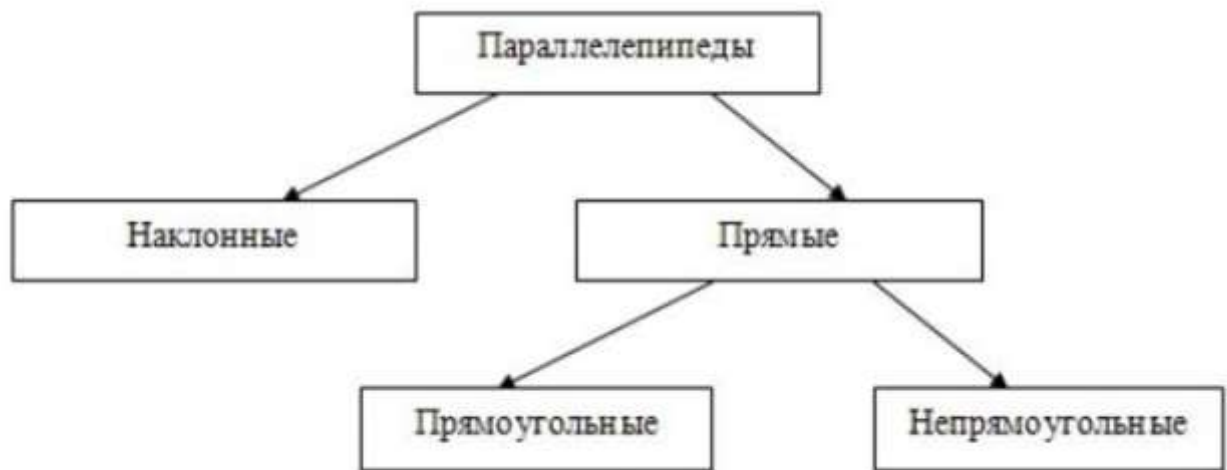 Параллелепипеды
Наклонные
Прямые
Прямоугольные
Непрямоугольные